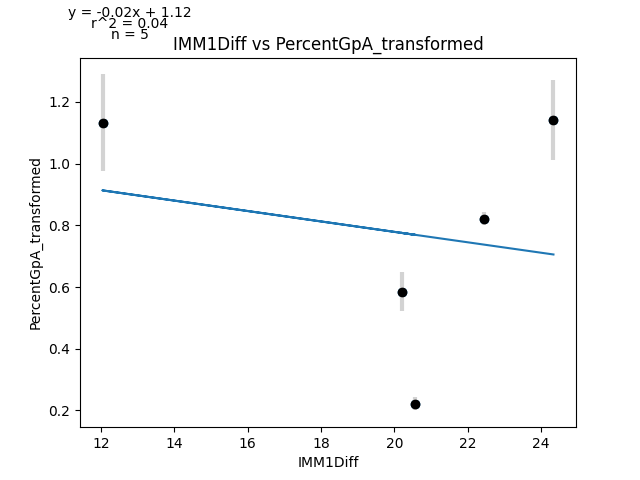 y = -0.02x + 1.12
r^2 = 0.04
n = 5
IMM1Diff vs PercentGpA_transformed
1.2
1.0
0.8
0.6
0.4
0.2
PercentGpA_transformed
12 14 16 18 20 22 24
IMM1Diff